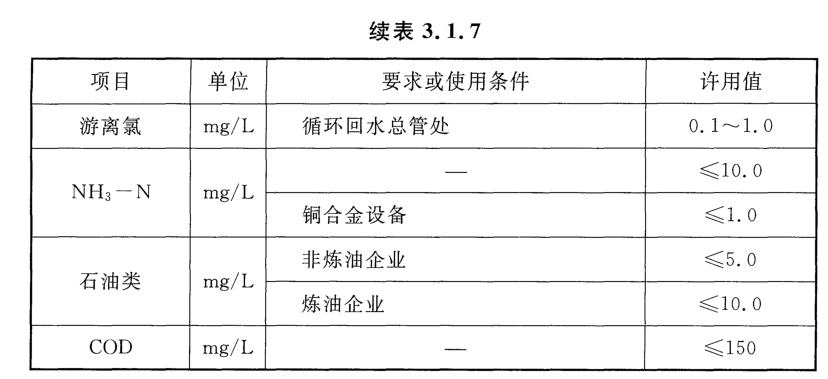 续表 3.1.7
项目 单位 要求或使用条件 许用值
游离氯 mg/L 循环回水总管处 0.1～1.0
NH₃－N mg/L — ≤10.0
铜合金设备 ≤1.0
石油类 mg/L 非炼油企业 ≤5.0
炼油企业 ≤10.0
COD mg/L — ≤150